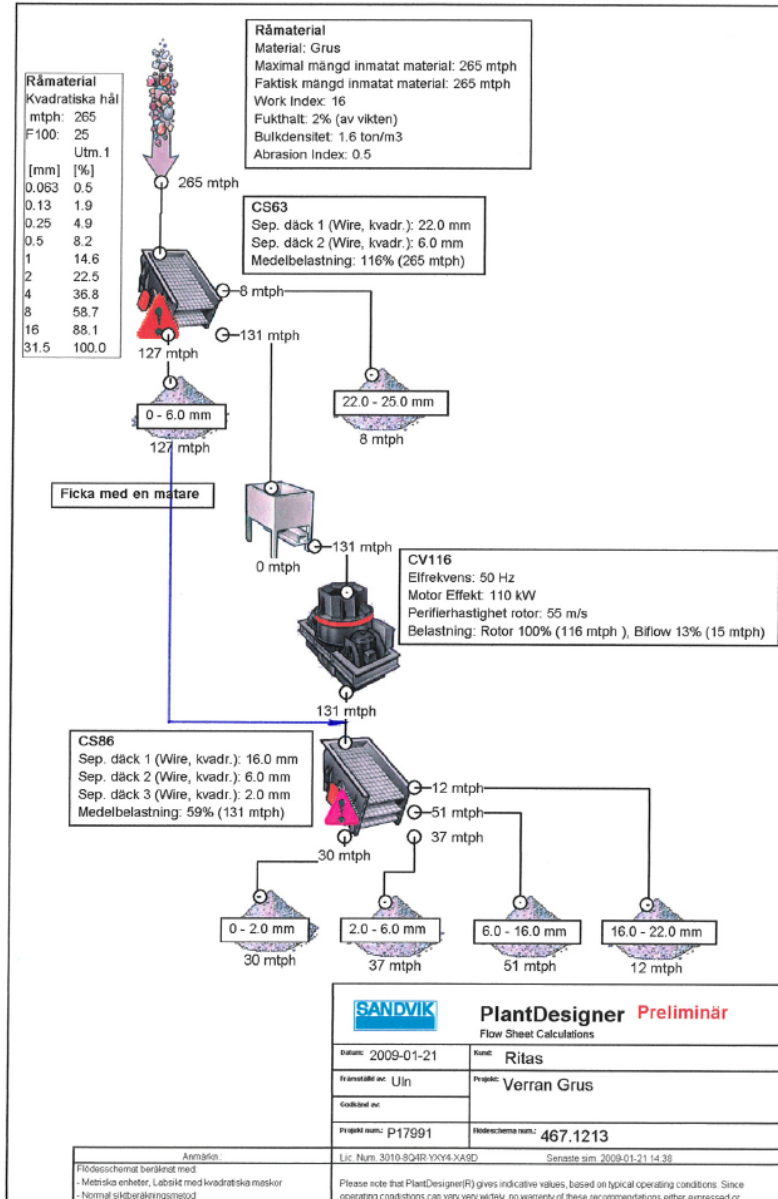 Råmaterial
Material: Grus
Maximal mängd inmatat material: 265 mtph
Faktisk mängd inmatat material: 265 mtph
Work Index: 16
Fukthalt: 2% (av vikten)
Bulkdensitet: 1.6 ton/m3
Abrasion Index: 0.5
Råmaterial
Kvadratiska hål
mtph: 265
F100: 25
Utm.1
[mm] [%]
0.063 0.5
0.13 1.9
0.25 4.9
0.5 8.2
1 14.6
2 22.5
4 36.8
8 58.7
16 88.1
31.5 100.0
265 mtph
CS63
Sep. däck 1 (Wire, kvadr.): 22.0 mm
Sep. däck 2 (Wire, kvadr.): 6.0 mm
Medelbelastning: 116% (265 mtph)
8 mtph
131 mtph
127 mtph
0 - 6.0 mm
127 mtph
22.0 - 25.0 mm
8 mtph
Ficka med en matare
131 mtph
0 mtph
CV116
Elfrekvens: 50 Hz
Motor Effekt: 110 kW
Perifierhastighet rotor: 55 m/s
Belastning: Rotor 100% (116 mtph ), Biflow 13% (15 mtph)
131 mtph
CS86
Sep. däck 1 (Wire, kvadr.): 16.0 mm
Sep. däck 2 (Wire, kvadr.): 6.0 mm
Sep. däck 3 (Wire, kvadr.): 2.0 mm
Medelbelastning: 59% (131 mtph)
12 mtph
51 mtph
37 mtph
30 mtph
0 - 2.0 mm
30 mtph
2.0 - 6.0 mm
37 mtph
6.0 - 16.0 mm
51 mtph
16.0 - 22.0 mm
12 mtph
SANDVIK
PlantDesigner Preliminär
Flow Sheet Calculations
Datum: 2009-01-21
Kund: Ritas
Framställd av: Uln
Projekt: Verran Grus
Godkänd av:
Projekt num.: P17991
Flödesschema num.: 467.1213
Anmärkn.:
Lic. Num. 3010-8Q4R-YXY4-XA9D
Senaste sim. 2009-01-21 14:38
Flödesschemat beräknat med:
- Metriska enheter, Labsikt med kvadratiska maskor
- Normal siktberäkningsmetod
Please note that PlantDesigner(R) gives indicative values, based on typical operating conditions. Since
operating conditions can vary very widely, no warranty of these recommendations either expressed or